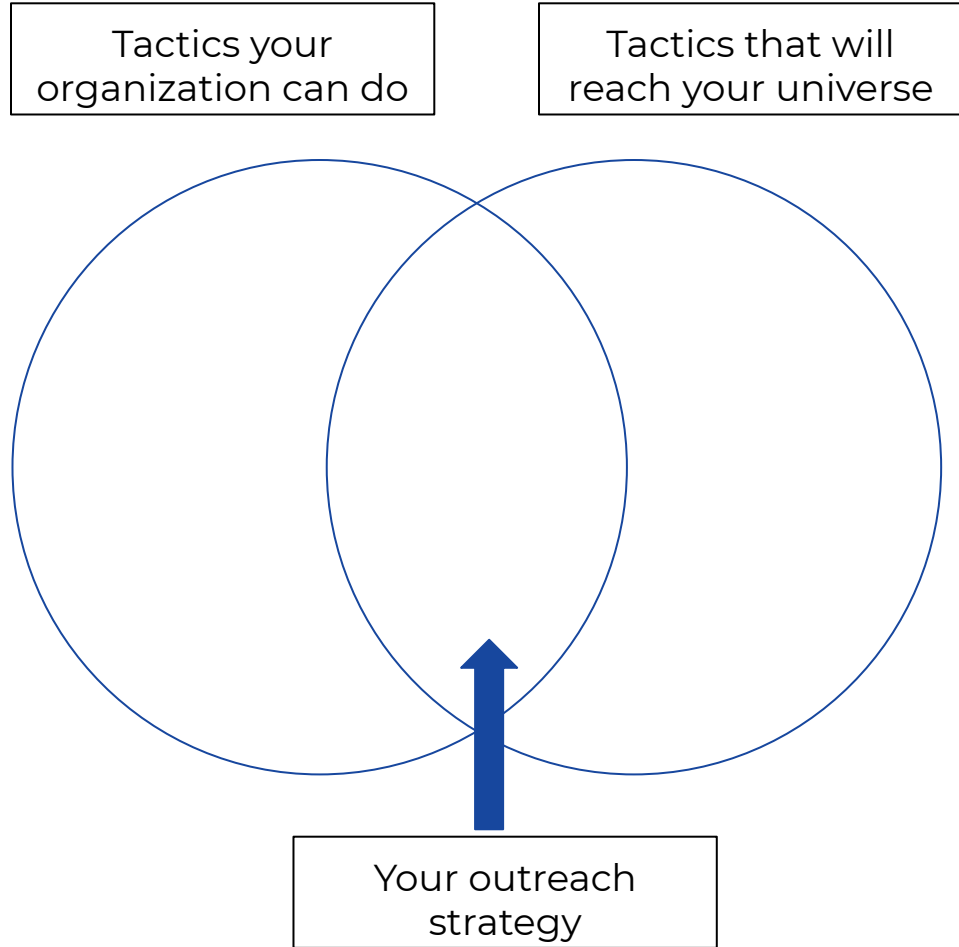 Tactics your
organization can do
Tactics that will
reach your universe
Your outreach
strategy